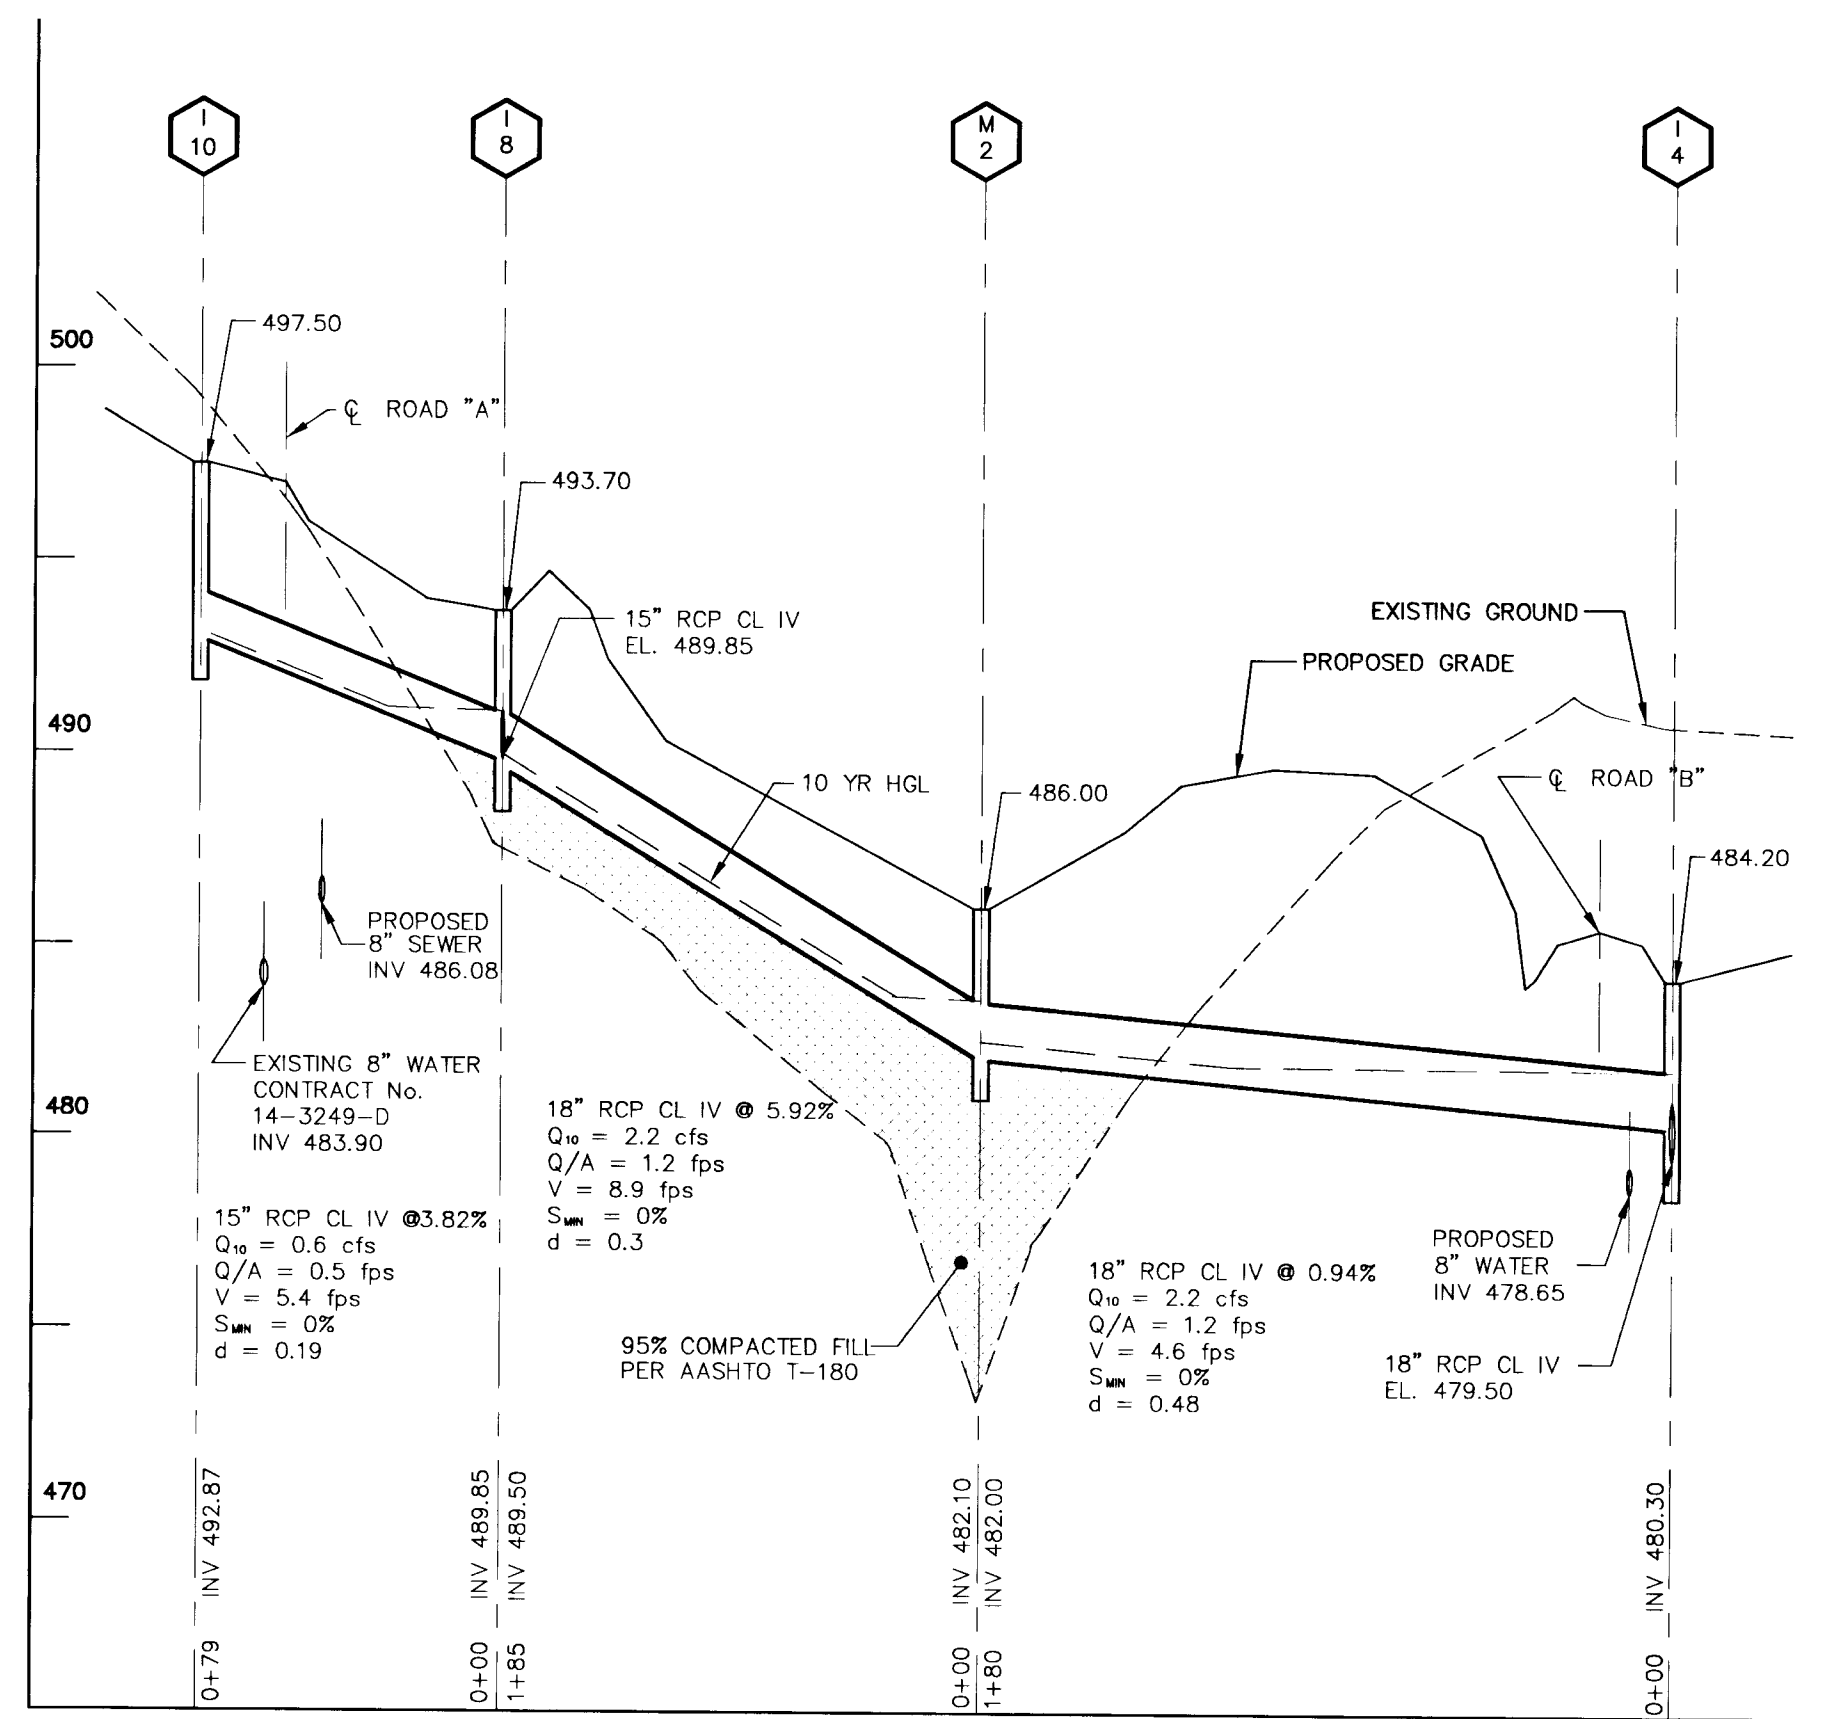 I
10
I
8
M
2
I
4
497.50
500
℄ ROAD "A"
493.70
15" RCP CL IV
EL. 489.85
EXISTING GROUND
PROPOSED GRADE
490
10 YR HGL
486.00
℄ ROAD "B"
484.20
PROPOSED
8" SEWER
INV 486.08
EXISTING 8" WATER
CONTRACT No.
14-3249-D
INV 483.90
480
18" RCP CL IV @ 5.92%
Q10 = 2.2 cfs
Q/A = 1.2 fps
V = 8.9 fps
SMIN = 0%
d = 0.3
15" RCP CL IV @3.82%
Q10 = 0.6 cfs
Q/A = 0.5 fps
V = 5.4 fps
SMIN = 0%
d = 0.19
PROPOSED
8" WATER
INV 478.65
18" RCP CL IV @ 0.94%
Q10 = 2.2 cfs
Q/A = 1.2 fps
V = 4.6 fps
SMIN = 0%
d = 0.48
95% COMPACTED FILL
PER AASHTO T-180
18" RCP CL IV
EL. 479.50
470
INV 492.87
INV 489.85
INV 489.50
INV 482.10
INV 482.00
INV 480.30
0+79
0+00
1+85
0+00
1+80
0+00